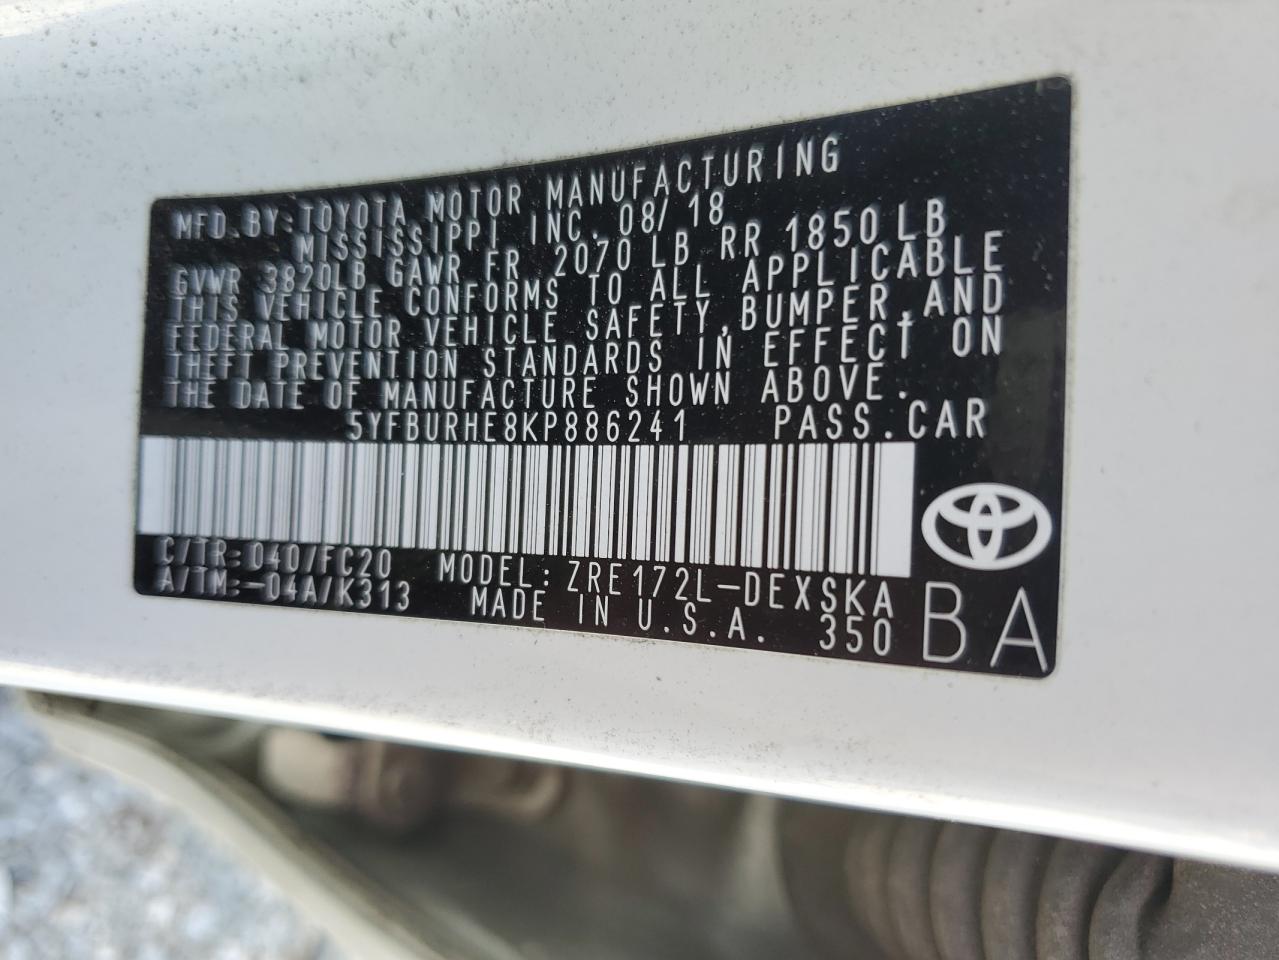 MFD. BY: TOYOTA MOTOR MANUFACTURING
MISSISSIPPI INC. 08/18
GVWR 3820LB GAWR FR 2070 LB RR 1850 LB
THIS VEHICLE CONFORMS TO ALL APPLICABLE
FEDERAL MOTOR VEHICLE SAFETY, BUMPER, AND
THEFT PREVENTION STANDARDS IN EFFECT ON
THE DATE OF MANUFACTURE SHOWN ABOVE.
5YFBURHE8KP886241 PASS. CAR
C/TR: 040/FC20 MODEL: ZRE172L-DEXSKA
A/TM: -04A/K313 MADE IN U.S.A. 350
BA